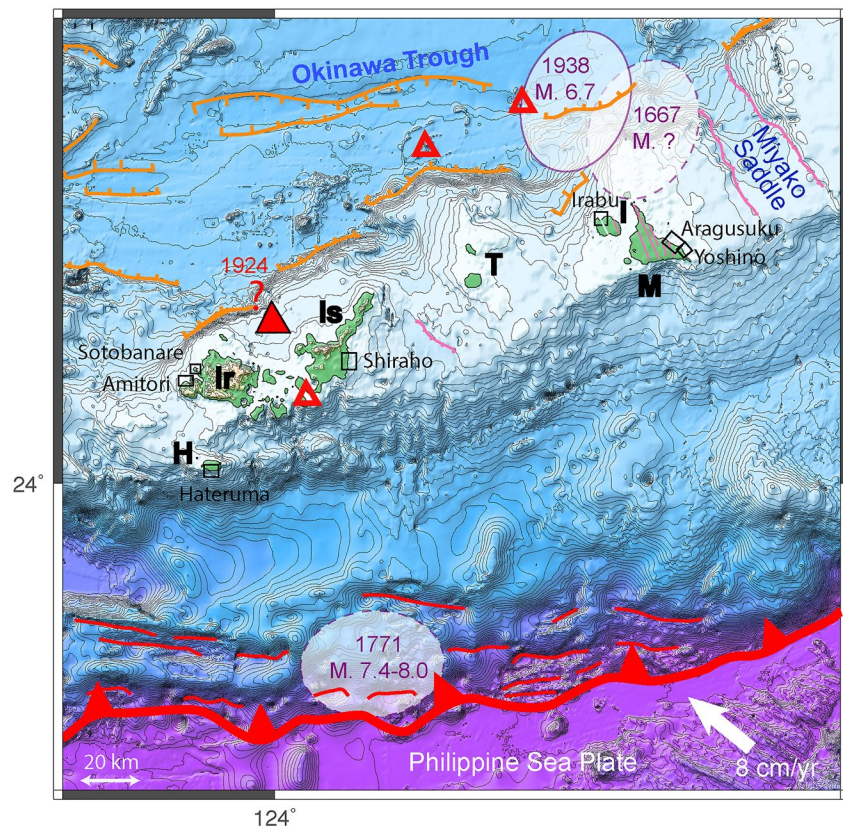 Okinawa Trough
1938
M. 6.7
1667
M. ?
Miyako
Saddle
Irabu
I
Aragusuku
Yoshino
M
T
1924
?
Is
Sotobanare
Amitori
Ir
Shiraho
H
Hateruma
24°
1771
M. 7.4-8.0
Philippine Sea Plate
8 cm/yr
20 km
124°